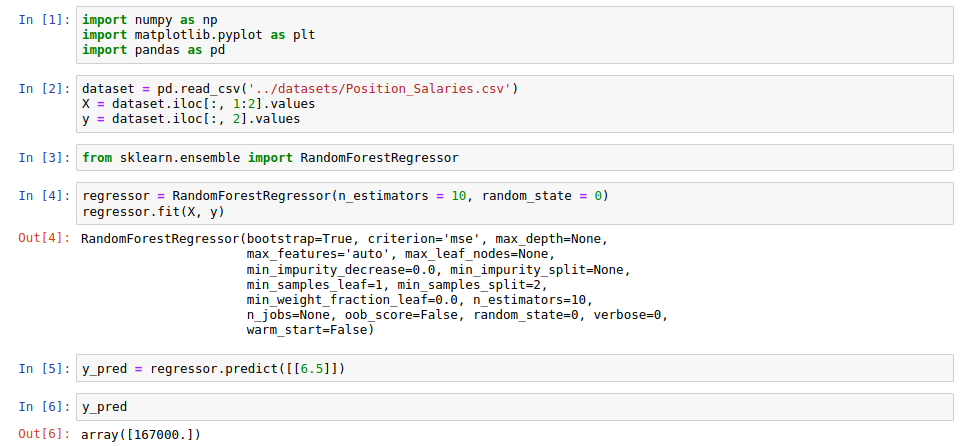 In [1]: import numpy as np
import matplotlib.pyplot as plt
import pandas as pd
In [2]: dataset = pd.read_csv('../datasets/Position_Salaries.csv')
X = dataset.iloc[:, 1:2].values
y = dataset.iloc[:, 2].values
In [3]: from sklearn.ensemble import RandomForestRegressor
In [4]: regressor = RandomForestRegressor(n_estimators = 10, random_state = 0)
regressor.fit(X, y)
Out[4]: RandomForestRegressor(bootstrap=True, criterion='mse', max_depth=None,
max_features='auto', max_leaf_nodes=None,
min_impurity_decrease=0.0, min_impurity_split=None,
min_samples_leaf=1, min_samples_split=2,
min_weight_fraction_leaf=0.0, n_estimators=10,
n_jobs=None, oob_score=False, random_state=0, verbose=0,
warm_start=False)
In [5]: y_pred = regressor.predict([[6.5]])
In [6]: y_pred
Out[6]: array([167000.])